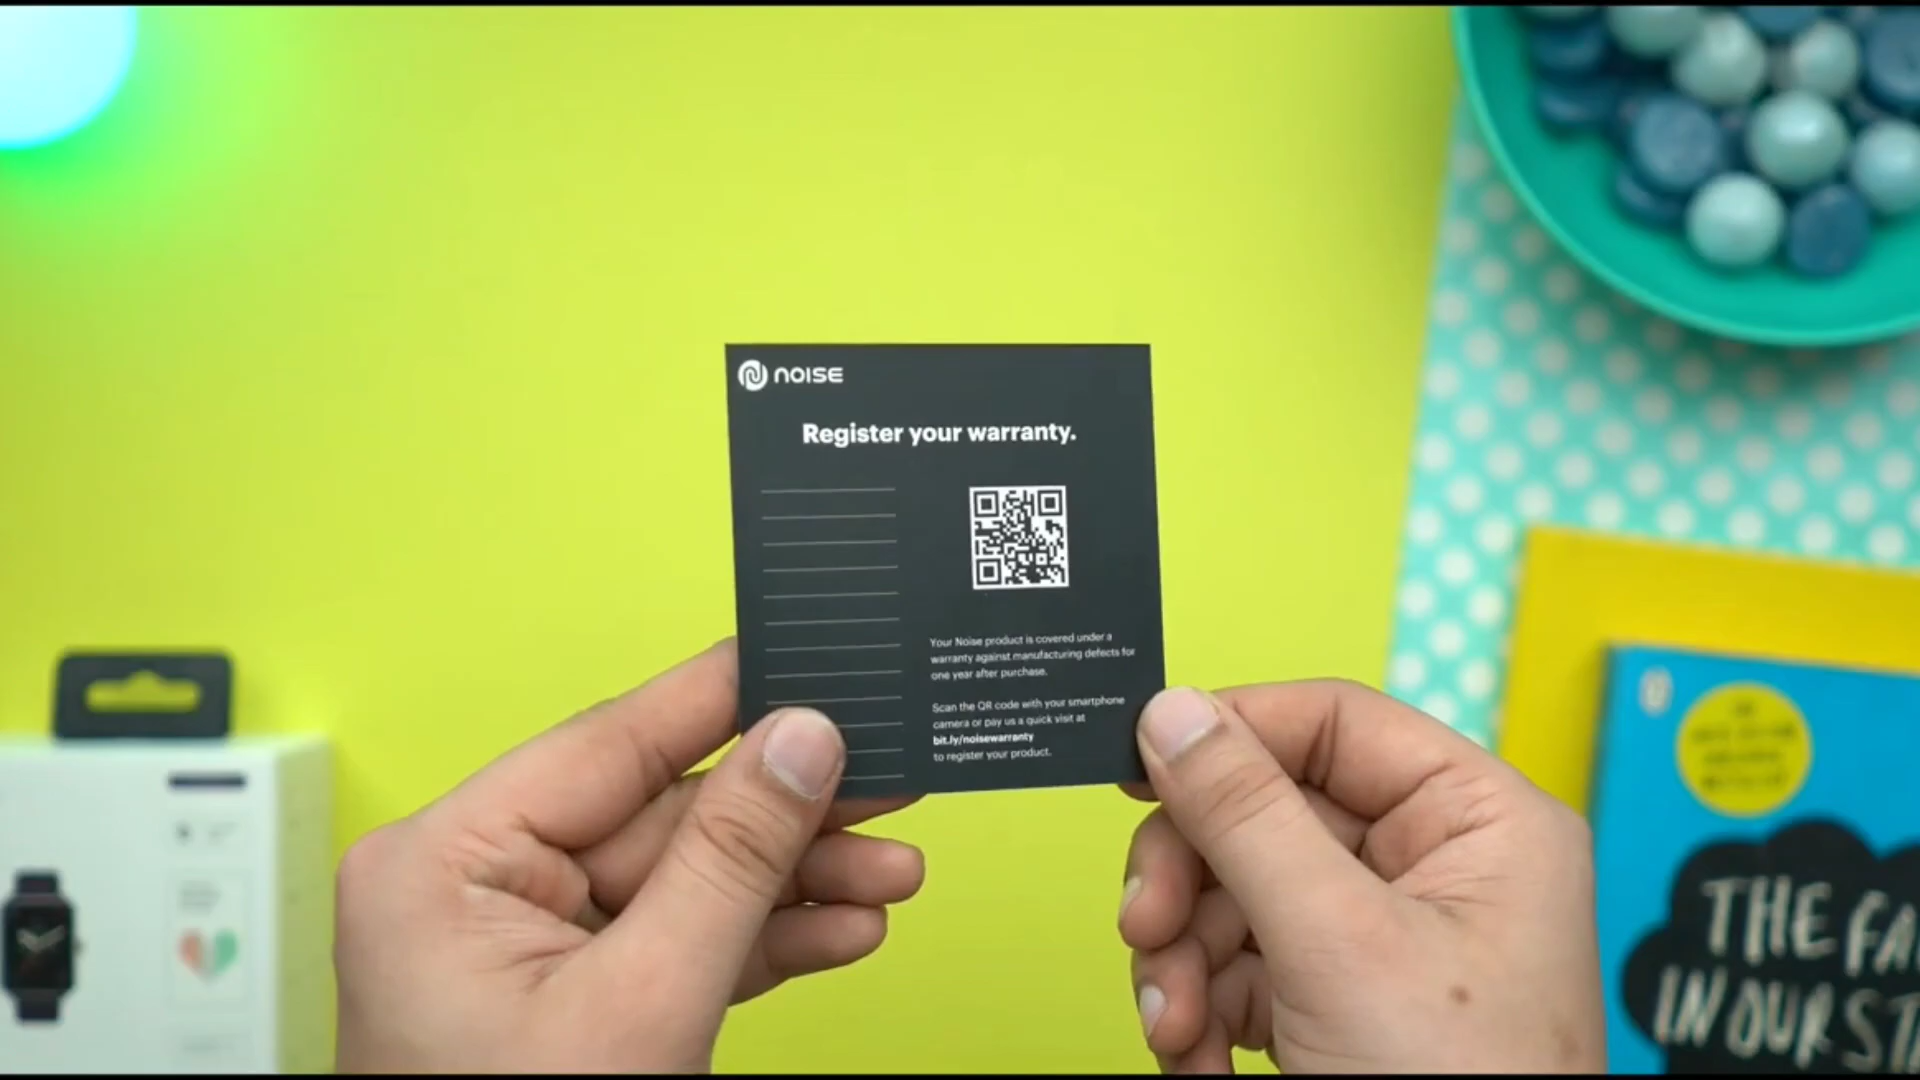 NOISE
Register your warranty.
Your Noise product is covered under a
warranty against manufacturing defects for
one year after purchase.
Scan the QR code with your smartphone
camera or pay us a quick visit at
bit.ly/noisewarranty
to register your product.
THE FA
IN OUR ST